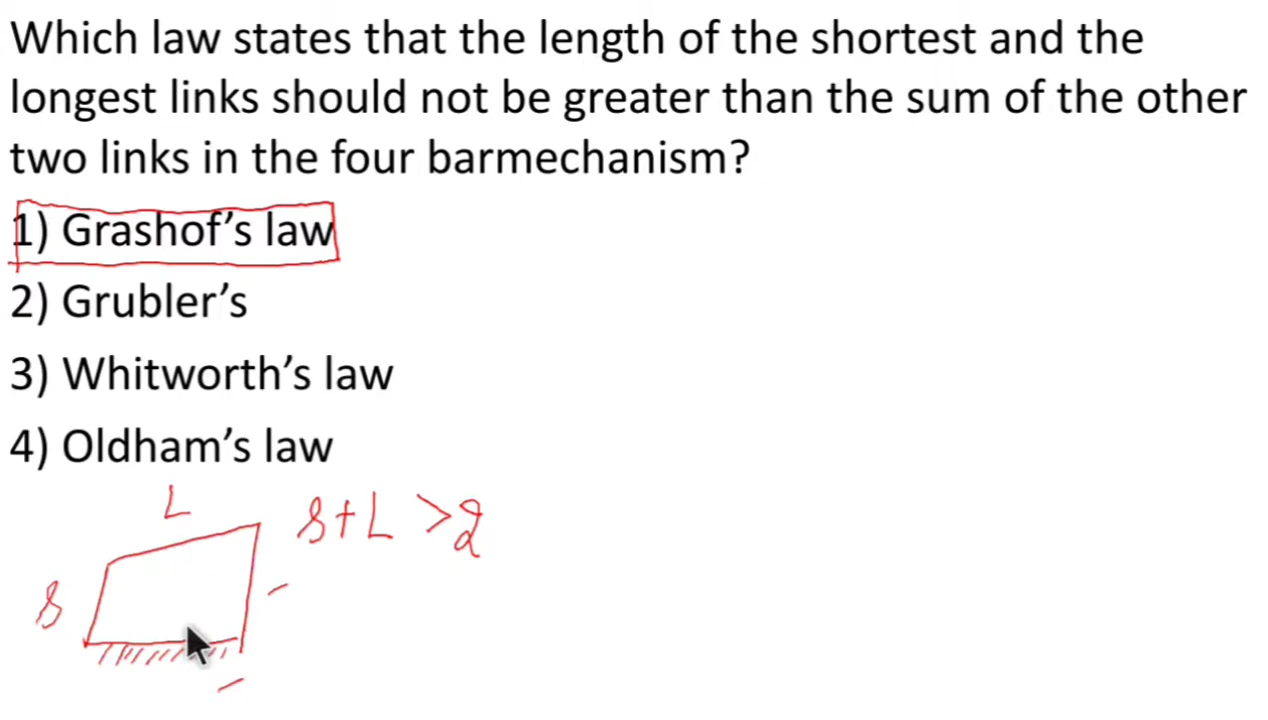 Which law states that the length of the shortest and the
longest links should not be greater than the sum of the other
two links in the four barmechanism?
1) Grashof’s law
2) Grubler’s
3) Whitworth’s law
4) Oldham’s law
L
s+L >2
s